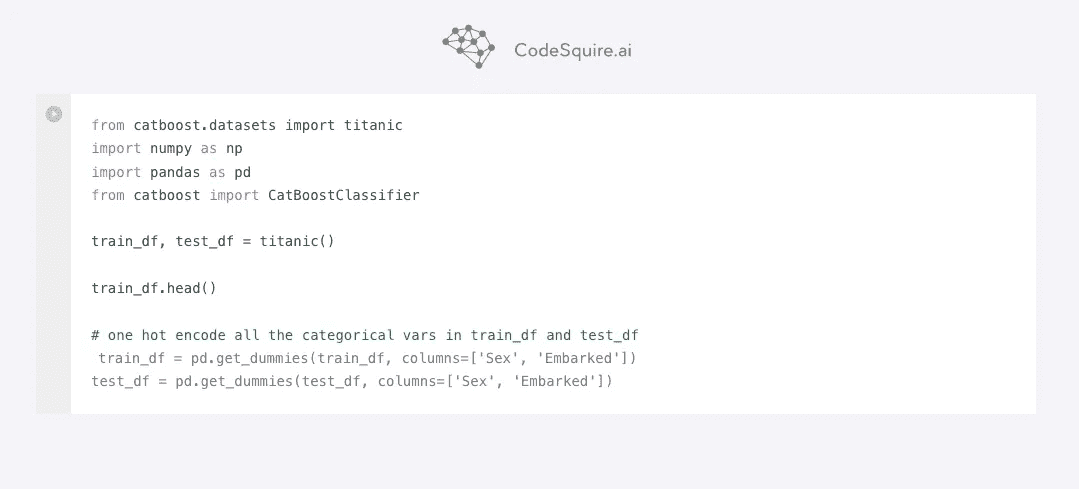 CodeSquire.ai
from catboost.datasets import titanic
import numpy as np
import pandas as pd
from catboost import CatBoostClassifier
train_df, test_df = titanic()
train_df.head()
# one hot encode all the categorical vars in train_df and test_df
 train_df = pd.get_dummies(train_df, columns=['Sex', 'Embarked'])
test_df = pd.get_dummies(test_df, columns=['Sex', 'Embarked'])